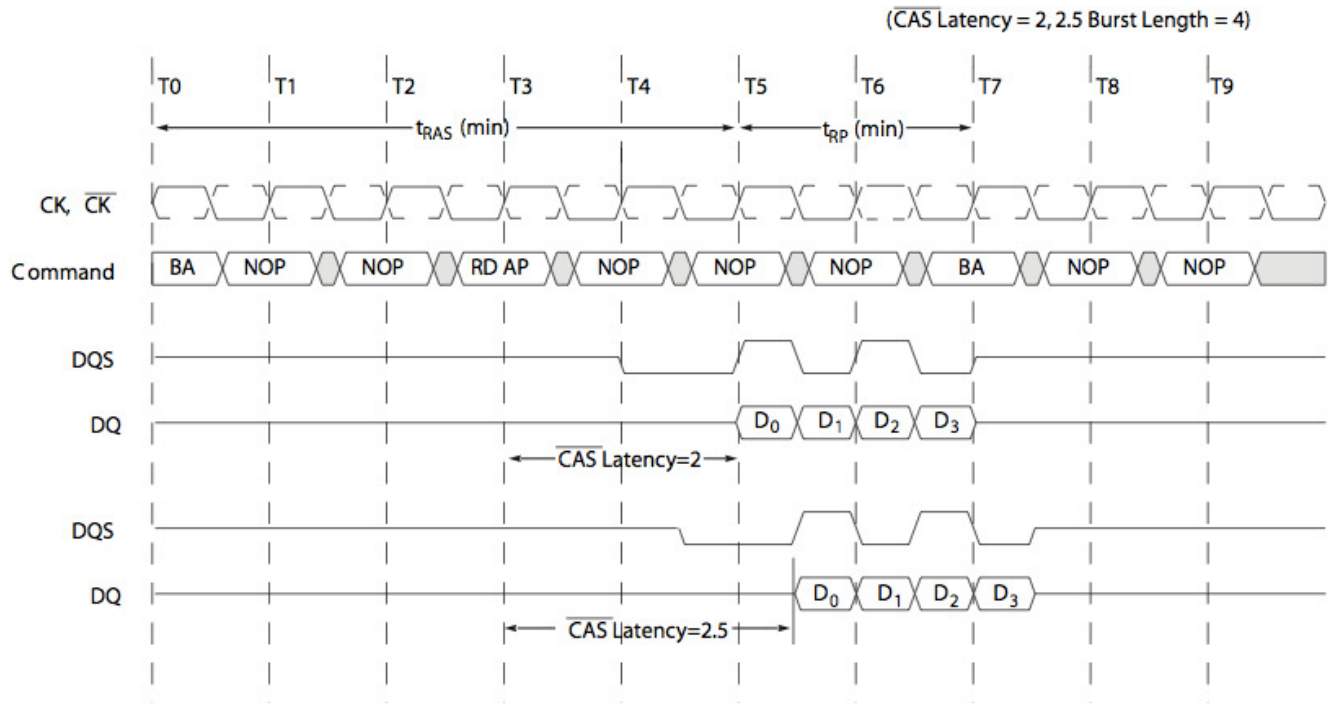 (CAS Latency = 2, 2.5 Burst Length = 4)
T0 T1 T2 T3 T4 T5 T6 T7 T8 T9
tRAS (min) tRP (min)
CK, CK
Command BA NOP NOP RD AP NOP NOP NOP BA NOP NOP
DQS
DQ D0 D1 D2 D3
CAS Latency=2
DQS
DQ D0 D1 D2 D3
CAS Latency=2.5